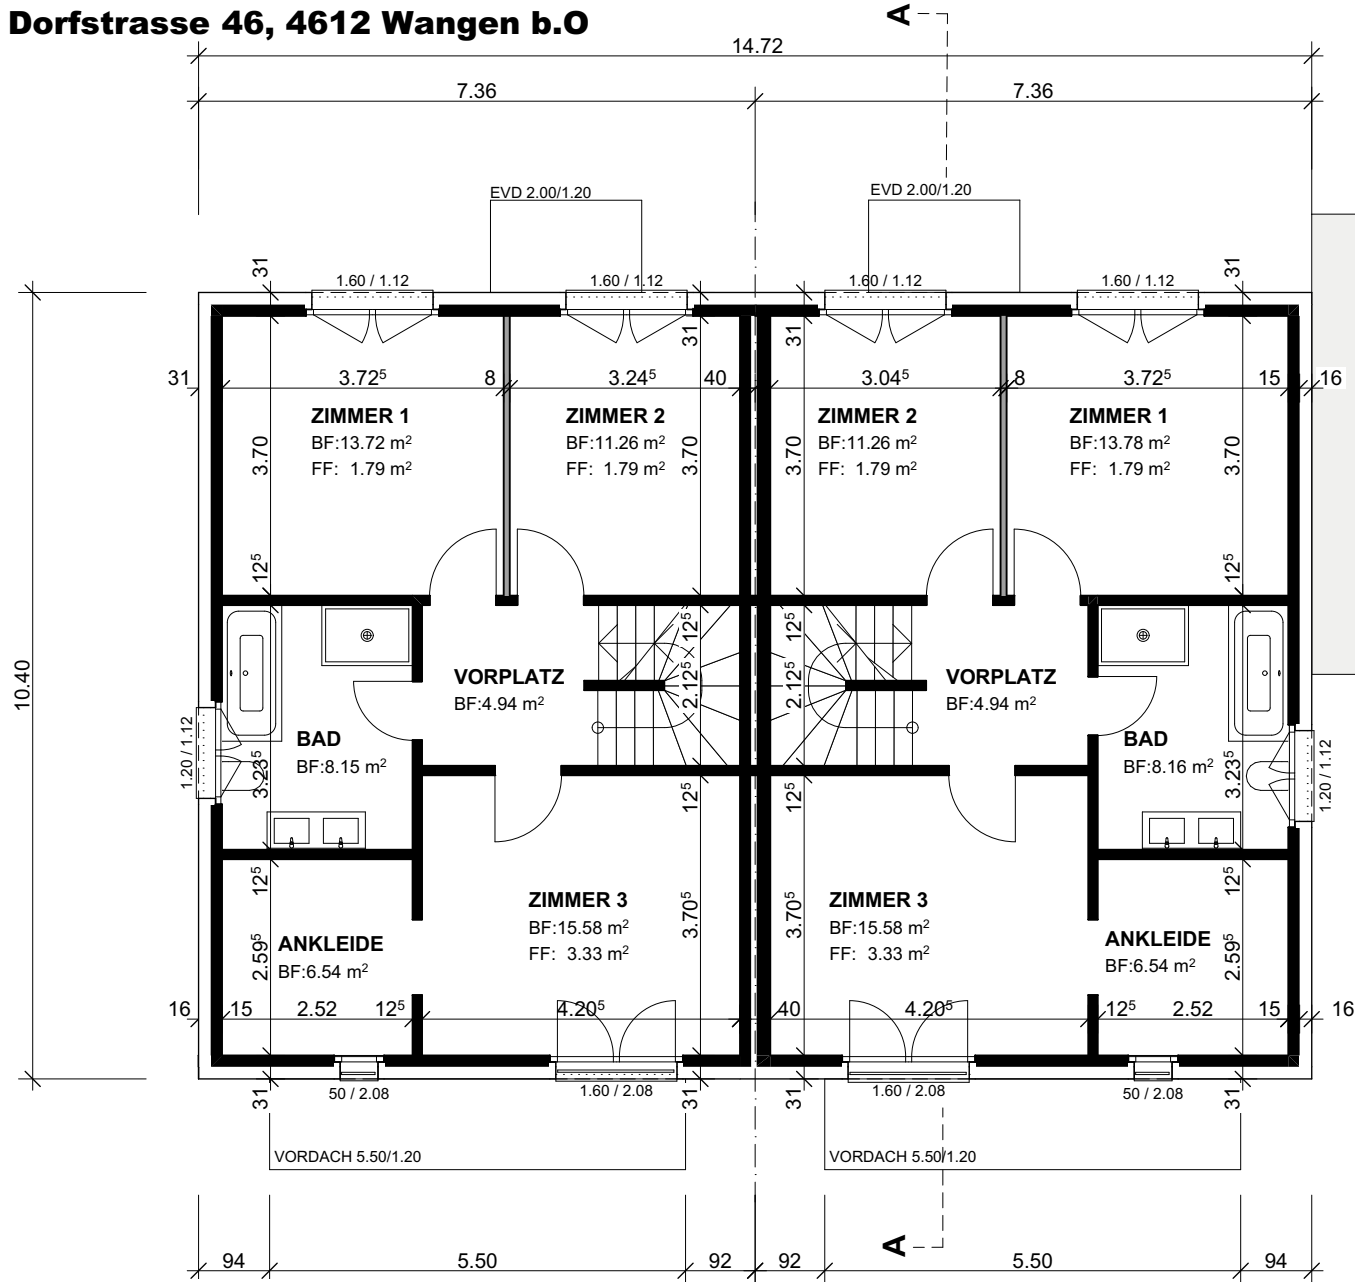 Dorfstrasse 46, 4612 Wangen b.O
A
14.72
7.36
7.36
EVD 2.00/1.20
EVD 2.00/1.20
31
31
1.60 / 1.12
1.60 / 1.12
1.60 / 1.12
1.60 / 1.12
31
31
31
3.72⁵
8
3.24⁵
40
3.04⁵
8
3.72⁵
15
16
ZIMMER 1
BF:13.72 m²
FF: 1.79 m²
ZIMMER 2
BF:11.26 m²
FF: 1.79 m²
ZIMMER 2
BF:11.26 m²
FF: 1.79 m²
ZIMMER 1
BF:13.78 m²
FF: 1.79 m²
3.70
3.70
3.70
3.70
12⁵
12⁵
12⁵
12⁵
10.40
VORPLATZ
BF:4.94 m²
2.12⁵
2.12⁵
VORPLATZ
BF:4.94 m²
1.20 / 1.12
BAD
BF:8.15 m²
3.23⁵
BAD
BF:8.16 m²
3.23⁵
1.20 / 1.12
12⁵
12⁵
12⁵
12⁵
ZIMMER 3
BF:15.58 m²
FF: 3.33 m²
3.70⁵
3.70⁵
ZIMMER 3
BF:15.58 m²
FF: 3.33 m²
ANKLEIDE
BF:6.54 m²
2.59⁵
ANKLEIDE
BF:6.54 m²
2.59⁵
16
15
2.52
12⁵
4.20⁵
40
4.20⁵
12⁵
2.52
15
16
31
50 / 2.08
1.60 / 2.08
31
31
1.60 / 2.08
50 / 2.08
31
VORDACH 5.50/1.20
VORDACH 5.50/1.20
A
94
5.50
92
92
5.50
94